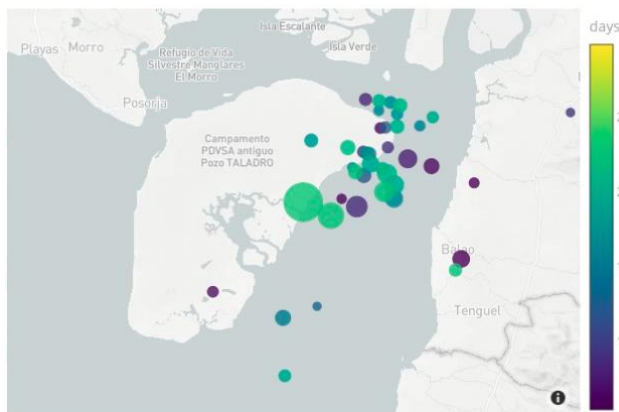 Isla Escalante
Playas
Morro
Refugio de Vida
Silvestre Manglares
El Morro
Isla Verde
Posorja
Campamento
PDVSA antiguo
Pozo TALADRO
Balao
Tenguel
days